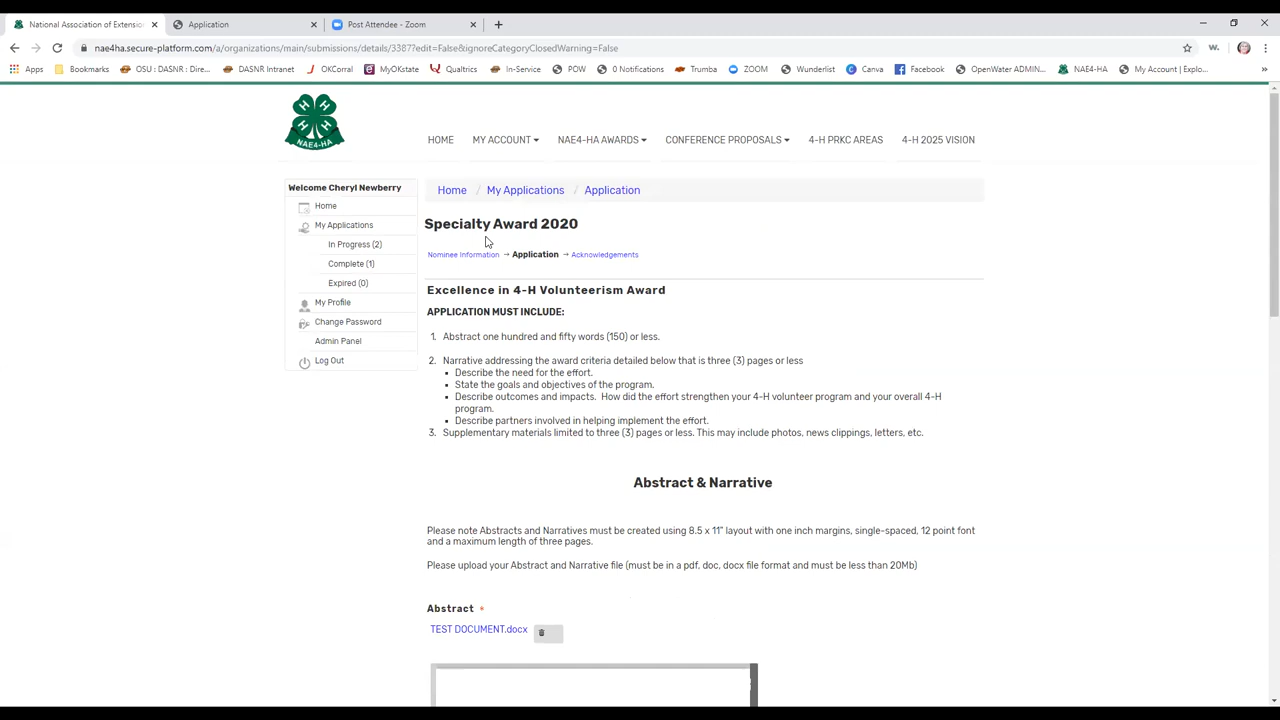 National Association of Extensio
Application
Post Attendee - Zoom
nae4ha.secure-platform.com/a/organizations/main/submissions/details/3387?edit=False&ignoreCategoryClosedWarning=False
Apps
Bookmarks
OSU : DASNR : Dire...
DASNR Intranet
OKCorral
MyOKstate
Qualtrics
In-Service
POW
0 Notifications
Trumba
ZOOM
Wunderlist
Canva
Facebook
OpenWater ADMIN...
NAE4-HA
My Account | Explo...
»
H H
H H
NAE4-HA
HOME
MY ACCOUNT
NAE4-HA AWARDS
CONFERENCE PROPOSALS
4-H PRKC AREAS
4-H 2025 VISION
Welcome Cheryl Newberry
Home
My Applications
In Progress (2)
Complete (1)
Expired (0)
My Profile
Change Password
Admin Panel
Log Out
Home / My Applications / Application
Specialty Award 2020
Nominee Information → Application → Acknowledgements
Excellence in 4-H Volunteerism Award
APPLICATION MUST INCLUDE:
1. Abstract one hundred and fifty words (150) or less.
2. Narrative addressing the award criteria detailed below that is three (3) pages or less
▪ Describe the need for the effort.
▪ State the goals and objectives of the program.
▪ Describe outcomes and impacts. How did the effort strengthen your 4-H volunteer program and your overall 4-H
program.
▪ Describe partners involved in helping implement the effort.
3. Supplementary materials limited to three (3) pages or less. This may include photos, news clippings, letters, etc.
Abstract & Narrative
Please note Abstracts and Narratives must be created using 8.5 x 11" layout with one inch margins, single-spaced, 12 point font
and a maximum length of three pages.
Please upload your Abstract and Narrative file (must be in a pdf, doc, docx file format and must be less than 20Mb)
Abstract *
TEST DOCUMENT.docx